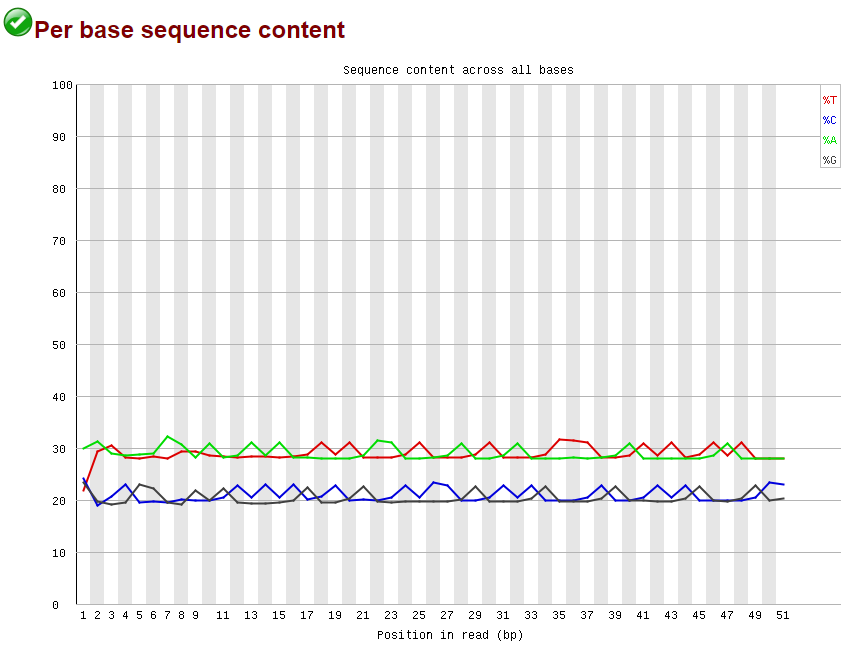 Per base sequence content
Sequence content across all bases
100
90
80
70
60
50
40
30
20
10
0
%T
%C
%A
%G
1 2 3 4 5 6 7 8 9 11 13 15 17 19 21 23 25 27 29 31 33 35 37 39 41 43 45 47 49 51
Position in read (bp)